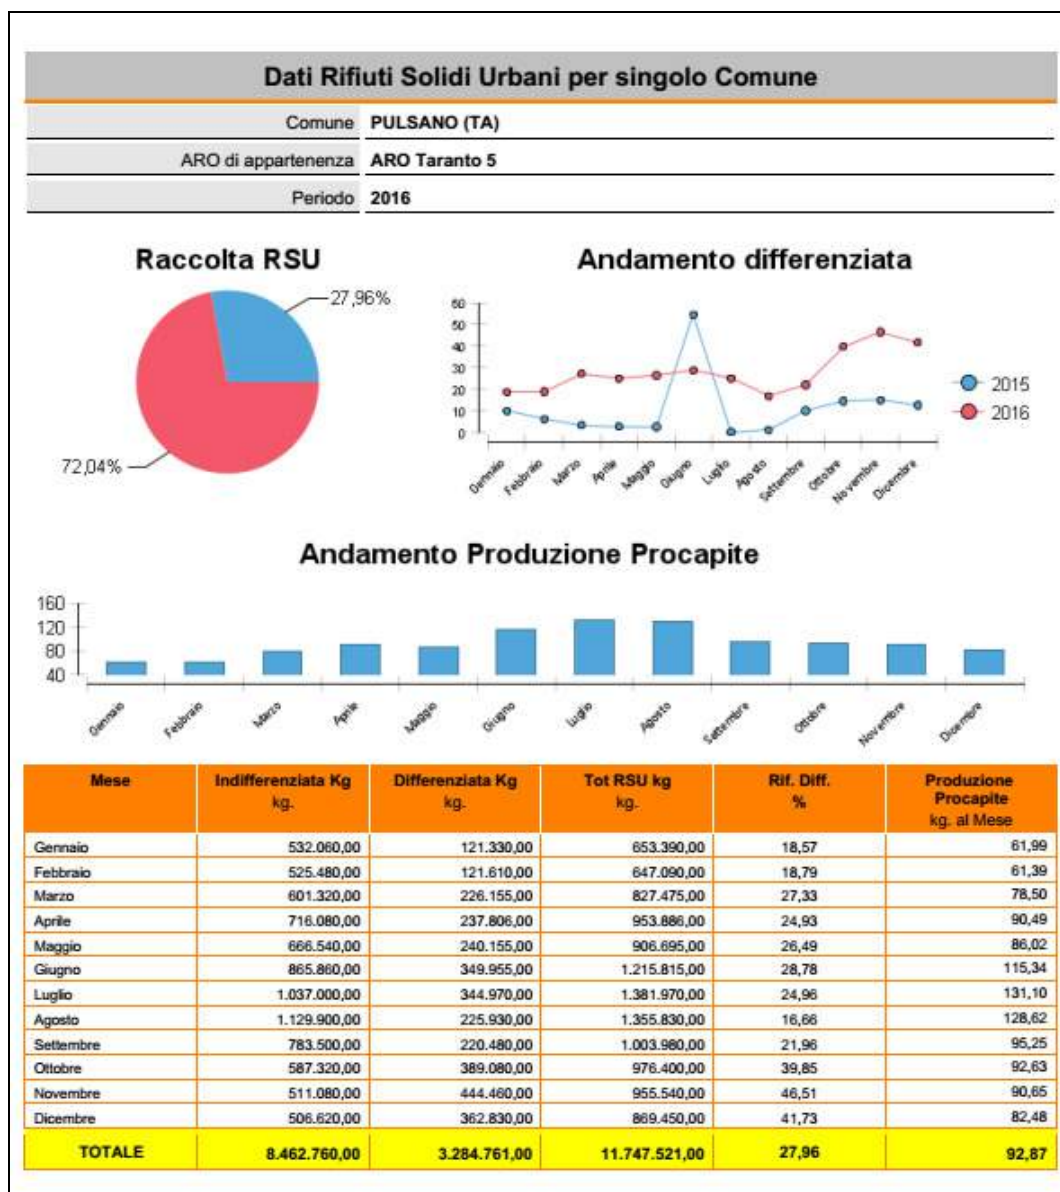 Dati Rifiuti Solidi Urbani per singolo Comune
Comune PULSANO (TA)
ARO di appartenenza ARO Taranto 5
Periodo 2016
Raccolta RSU
27,96%
72,04%
Andamento differenziata
60
50
40
30
20
10
0
Gennaio Febbraio Marzo Aprile Maggio Giugno Luglio Agosto Settembre Ottobre Novembre Dicembre
2015
2016
Andamento Produzione Procapite
160
120
80
40
Gennaio Febbraio Marzo Aprile Maggio Giugno Luglio Agosto Settembre Ottobre Novembre Dicembre
Mese Indifferenziata Kg kg. Differenziata Kg kg. Tot RSU kg kg. Rif. Diff. % Produzione Procapite kg. al Mese
Gennaio 532.060,00 121.330,00 653.390,00 18,57 61,99
Febbraio 525.480,00 121.610,00 647.090,00 18,79 61,39
Marzo 601.320,00 226.155,00 827.475,00 27,33 78,50
Aprile 716.080,00 237.806,00 953.886,00 24,93 90,49
Maggio 666.540,00 240.155,00 906.695,00 26,49 86,02
Giugno 865.860,00 349.955,00 1.215.815,00 28,78 115,34
Luglio 1.037.000,00 344.970,00 1.381.970,00 24,96 131,10
Agosto 1.129.900,00 225.930,00 1.355.830,00 16,66 128,62
Settembre 783.500,00 220.480,00 1.003.980,00 21,96 95,25
Ottobre 587.320,00 389.080,00 976.400,00 39,85 92,63
Novembre 511.080,00 444.460,00 955.540,00 46,51 90,65
Dicembre 506.620,00 362.830,00 869.450,00 41,73 82,48
TOTALE 8.462.760,00 3.284.761,00 11.747.521,00 27,96 92,87